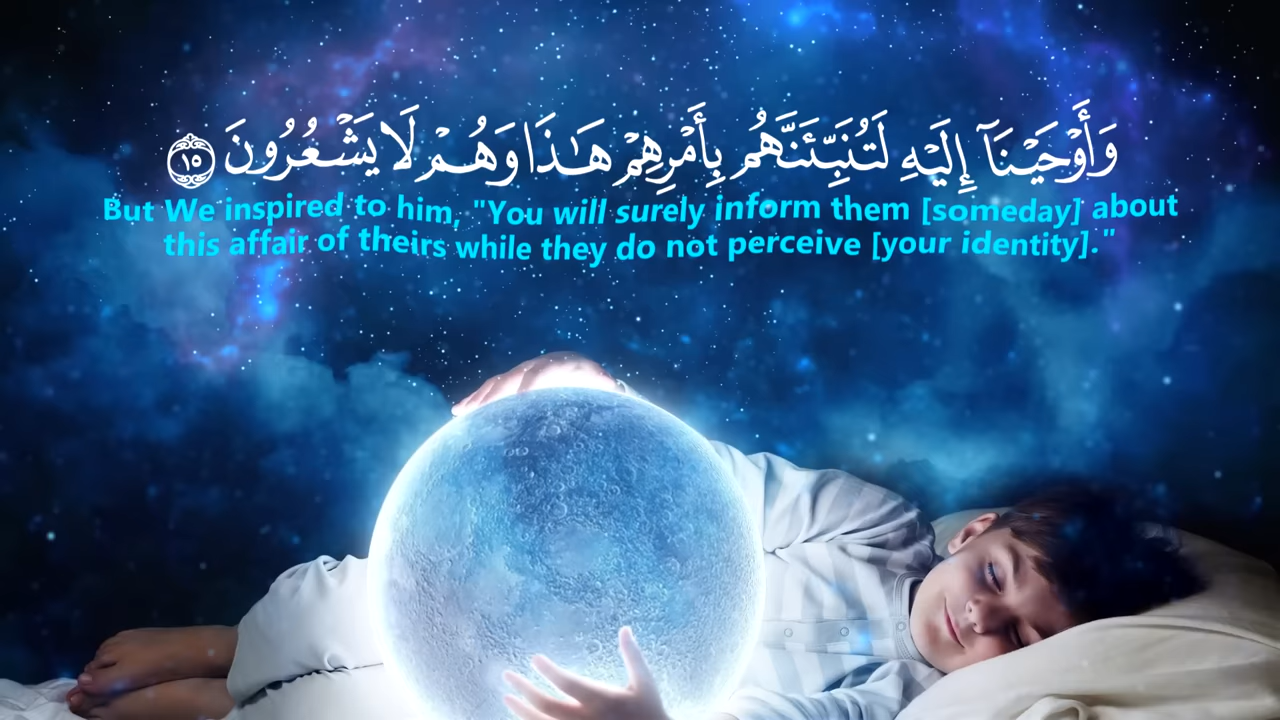 وَأَوْحَيْنَآ إِلَيْهِ لَتُنَبِّئَنَّهُم بِأَمْرِهِمْ هَـٰذَا وَهُمْ لَا يَشْعُرُونَ ١٥
But We inspired to him, "You will surely inform them [someday] about
this affair of theirs while they do not perceive [your identity]."